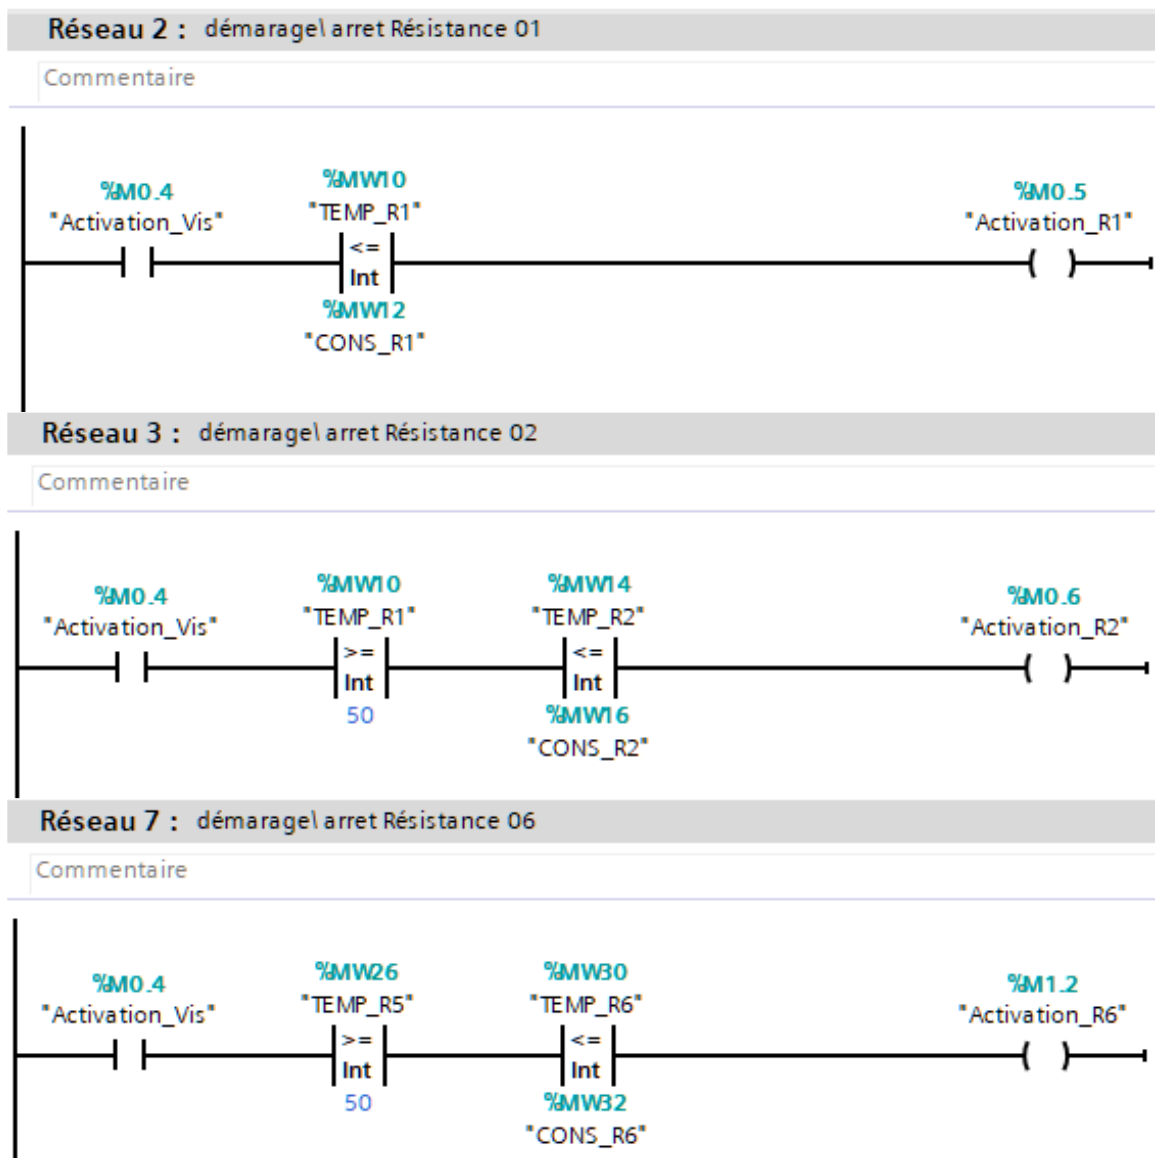 Réseau 2 : démarage\ arret Résistance 01
Commentaire
%MW10
%M0.4 "TEMP_R1" %M0.5
"Activation_Vis" <= "Activation_R1"
Int
%MW12
"CONS_R1"
Réseau 3 : démarage\ arret Résistance 02
Commentaire
%M0.4 %MW10 %MW14 %M0.6
"Activation_Vis" "TEMP_R1" "TEMP_R2" "Activation_R2"
>= <=
Int Int
50 %MW16
"CONS_R2"
Réseau 7 : démarage\ arret Résistance 06
Commentaire
%M0.4 %MW26 %MW30 %M1.2
"Activation_Vis" "TEMP_R5" "TEMP_R6" "Activation_R6"
>= <=
Int Int
50 %MW32
"CONS_R6"